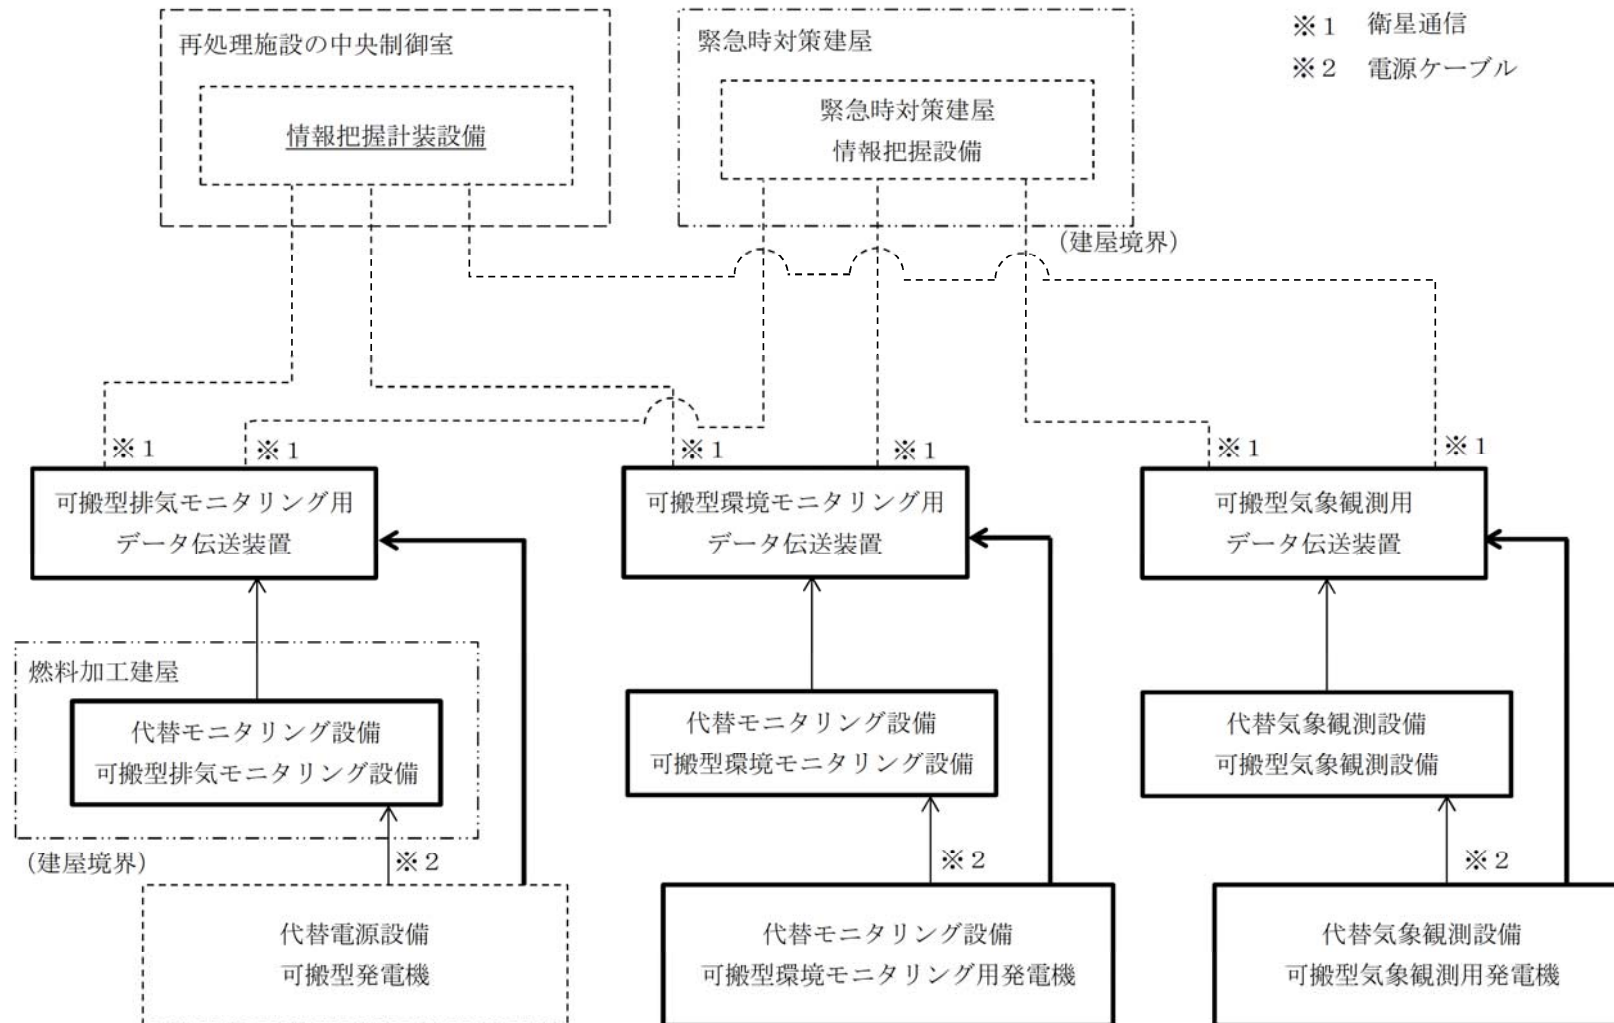 ※１　衛星通信
※２　電源ケーブル
再処理施設の中央制御室
情報把握計装設備
緊急時対策建屋
緊急時対策建屋
情報把握設備
(建屋境界)
※１
※１
※１
※１
※１
※１
可搬型排気モニタリング用
データ伝送装置
可搬型環境モニタリング用
データ伝送装置
可搬型気象観測用
データ伝送装置
燃料加工建屋
代替モニタリング設備
可搬型排気モニタリング設備
代替モニタリング設備
可搬型環境モニタリング設備
代替気象観測設備
可搬型気象観測設備
(建屋境界)
※２
※２
※２
代替電源設備
可搬型発電機
代替モニタリング設備
可搬型環境モニタリング用発電機
代替気象観測設備
可搬型気象観測用発電機